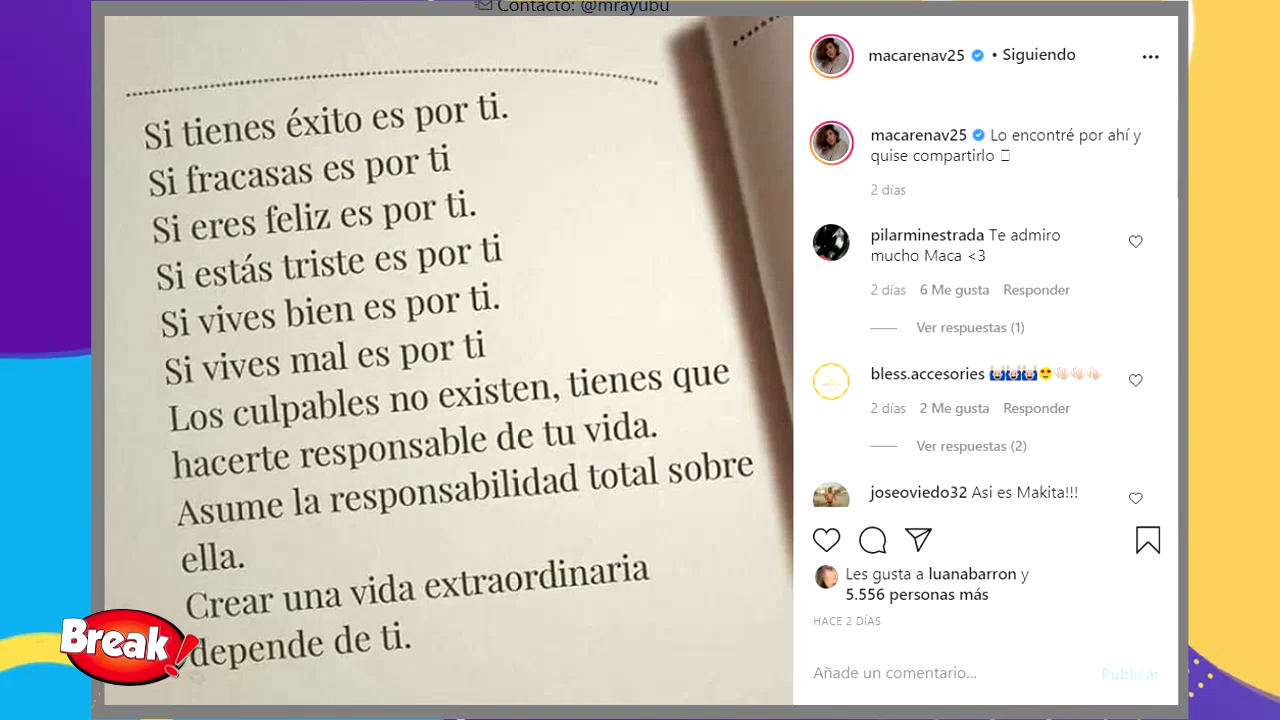 Contacto: @mrayubu
Si tienes éxito es por ti.
Si fracasas es por ti
Si eres feliz es por ti.
Si estás triste es por ti
Si vives bien es por ti.
Si vives mal es por ti
Los culpables no existen, tienes que
hacerte responsable de tu vida.
Asume la responsabilidad total sobre
ella.
Crear una vida extraordinaria
depende de ti.
Break!
macarenav25 • Siguiendo
macarenav25 Lo encontré por ahí y
quise compartirlo
2 días
pilarminestrada Te admiro
mucho Maca <3
2 días 6 Me gusta Responder
Ver respuestas (1)
bless.accesories
2 días 2 Me gusta Responder
Ver respuestas (2)
joseoviedo32 Asi es Makita!!!
Les gusta a luanabarron y
5.556 personas más
HACE 2 DÍAS
Añade un comentario... Publicar